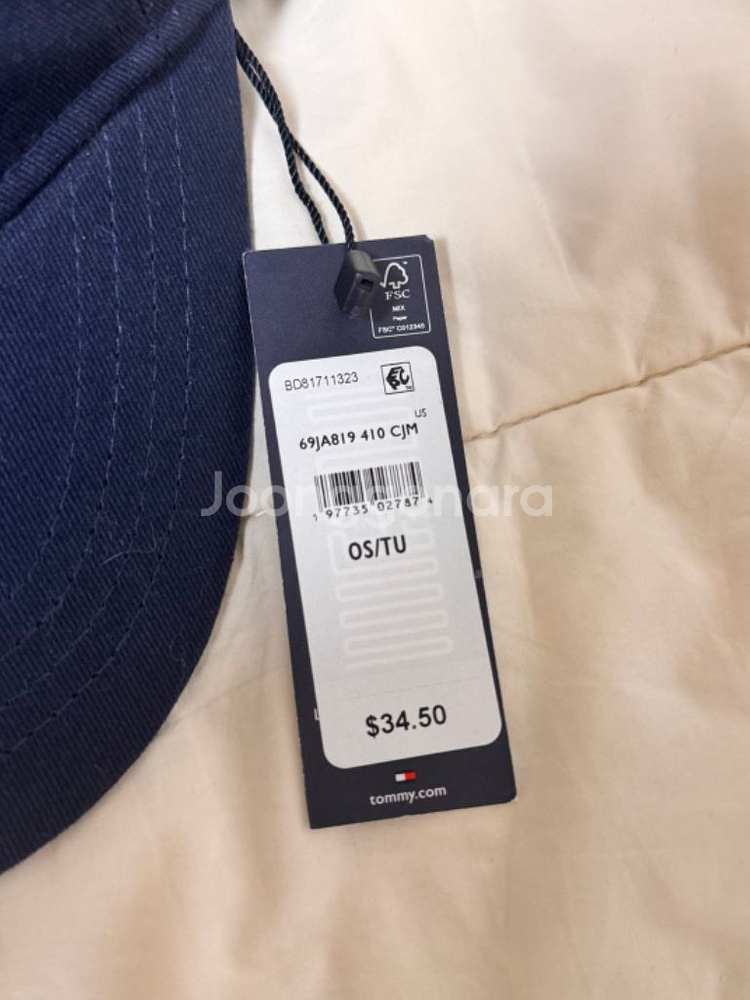 FSC
MIX
Paper
FSC® C012345
BD81711323
US
69JA819 410 CJM
Joonggonara
1 97735 02787 4
OS/TU
$34.50
tommy.com